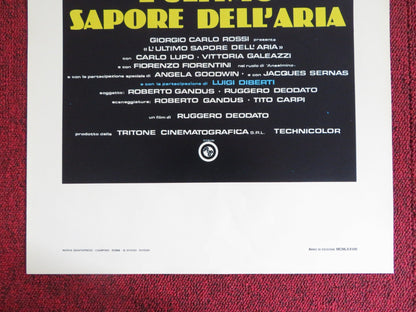 SAPORE DELL'ARIA
GIORGIO CARLO ROSSI presenta
«L'ULTIMO SAPORE DELL' ARIA»
con CARLO LUPO · VITTORIA GALEAZZI
e con FIORENZO FIORENTINI nel ruolo di "Anselmino"
e con la partecipazione speciale di ANGELA GOODWIN · e con JACQUES SERNAS
e con la partecipazione di LUIGI DIBERTI
soggetto: ROBERTO GANDUS · RUGGERO DEODATO
sceneggiatura: ROBERTO GANDUS · TITO CARPI
un film di RUGGERO DEODATO
prodotto dalla TRITONE CINEMATOGRAFICA S.R.L. TECHNICOLOR